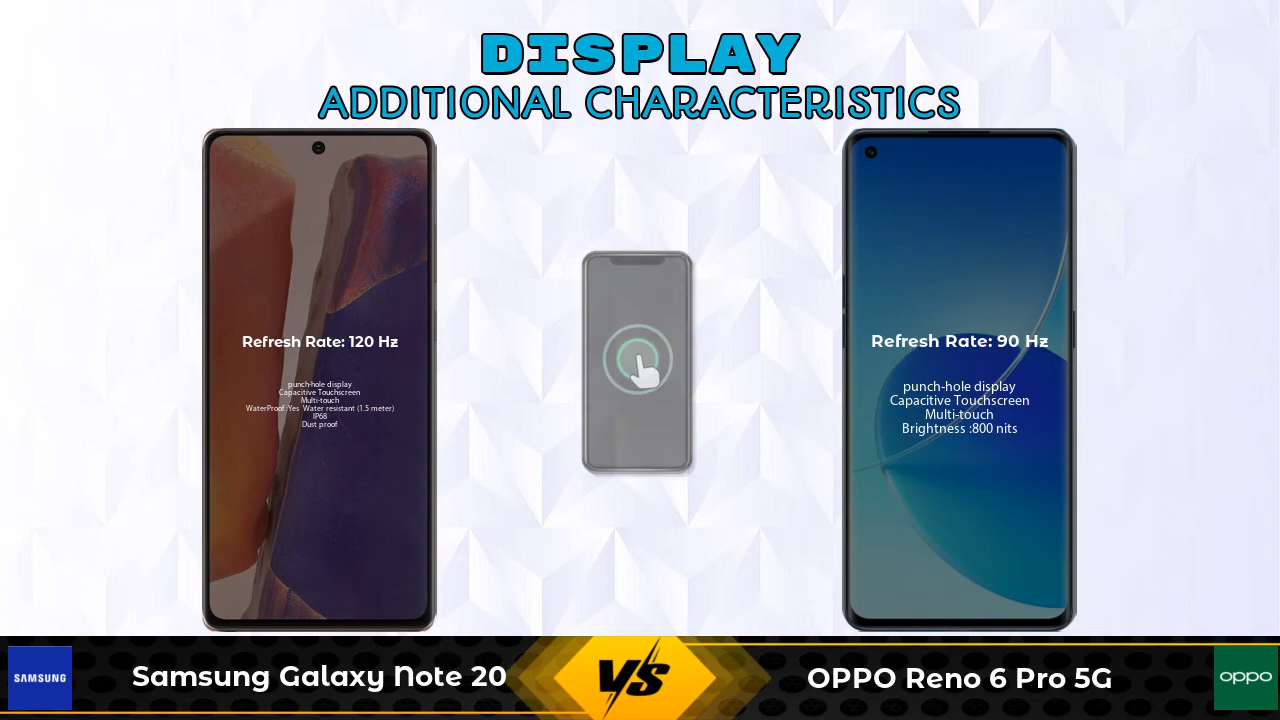 DISPLAY
ADDITIONAL CHARACTERISTICS
Refresh Rate: 120 Hz
punch-hole display
Capacitive Touchscreen
Multi-touch
WaterProof :Yes Water resistant (1.5 meter)
IP68
Dust proof
Refresh Rate: 90 Hz
punch-hole display
Capacitive Touchscreen
Multi-touch
Brightness :800 nits
SAMSUNG
Samsung Galaxy Note 20
VS
OPPO Reno 6 Pro 5G
oppo